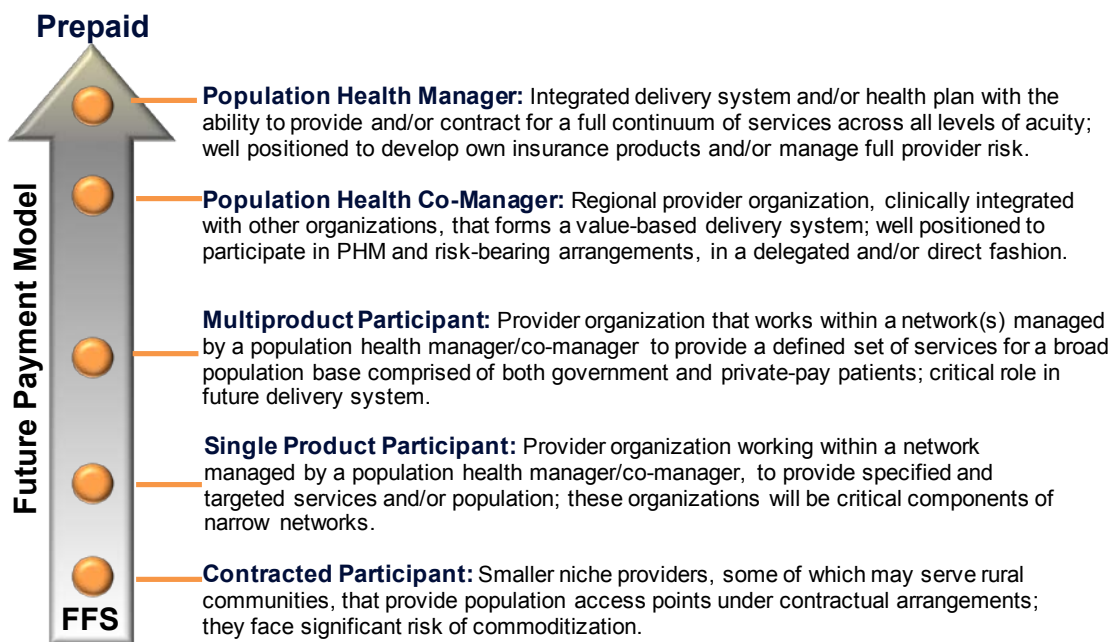 Prepaid
Future Payment Model
Population Health Manager: Integrated delivery system and/or health plan with the
ability to provide and/or contract for a full continuum of services across all levels of acuity;
well positioned to develop own insurance products and/or manage full provider risk.
Population Health Co-Manager: Regional provider organization, clinically integrated
with other organizations, that forms a value-based delivery system; well positioned to
participate in PHM and risk-bearing arrangements, in a delegated and/or direct fashion.
Multiproduct Participant: Provider organization that works within a network(s) managed
by a population health manager/co-manager to provide a defined set of services for a broad
population base comprised of both government and private-pay patients; critical role in
future delivery system.
Single Product Participant: Provider organization working within a network
managed by a population health manager/co-manager, to provide specified and
targeted services and/or population; these organizations will be critical components of
narrow networks.
Contracted Participant: Smaller niche providers, some of which may serve rural
communities, that provide population access points under contractual arrangements;
they face significant risk of commoditization.
FFS